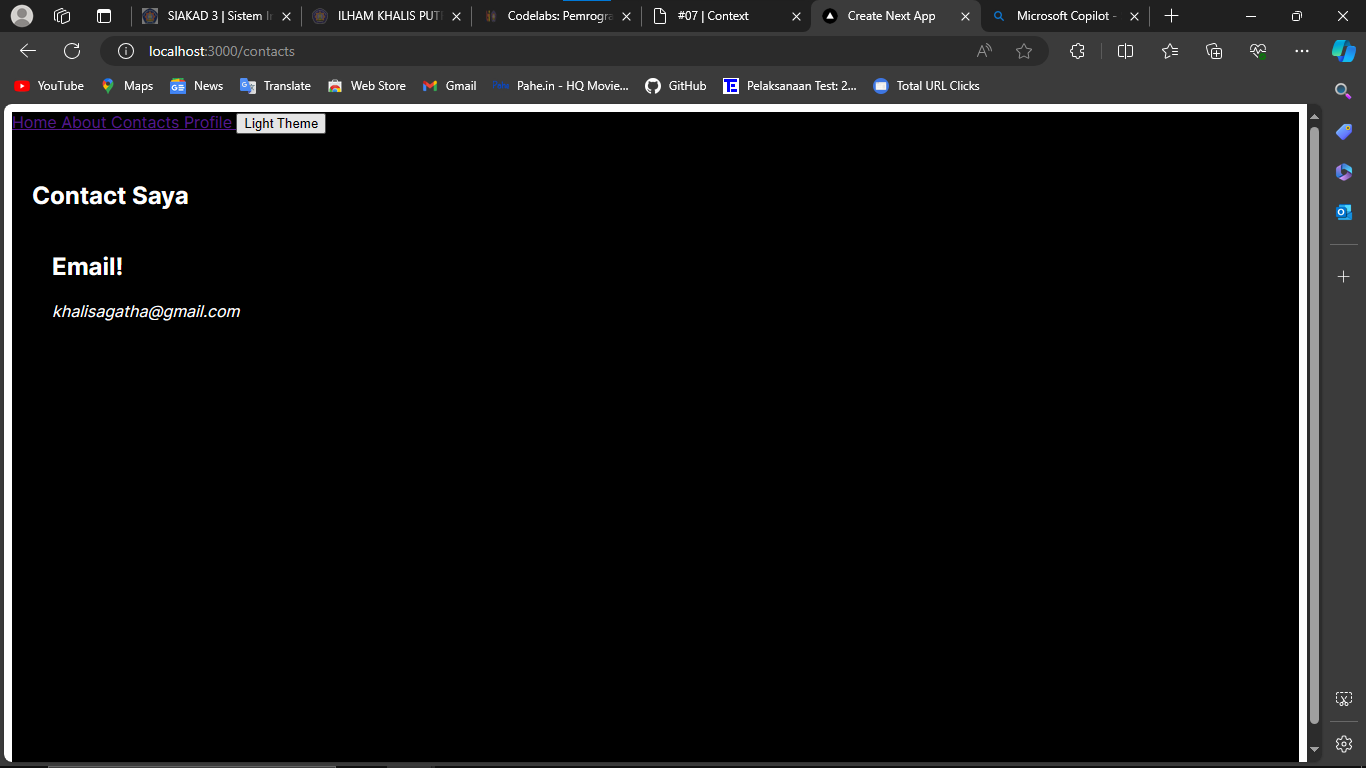 SIAKAD 3 | Sistem I
ILHAM KHALIS PUT
Codelabs: Pemrogra
#07 | Context
Create Next App
Microsoft Copilot -
localhost:3000/contacts
YouTube
Maps
News
Translate
Web Store
Gmail
Pahe.in - HQ Movie...
GitHub
Pelaksanaan Test: 2...
Total URL Clicks
Home About Contacts Profile Light Theme
Contact Saya
Email!
khalisagatha@gmail.com